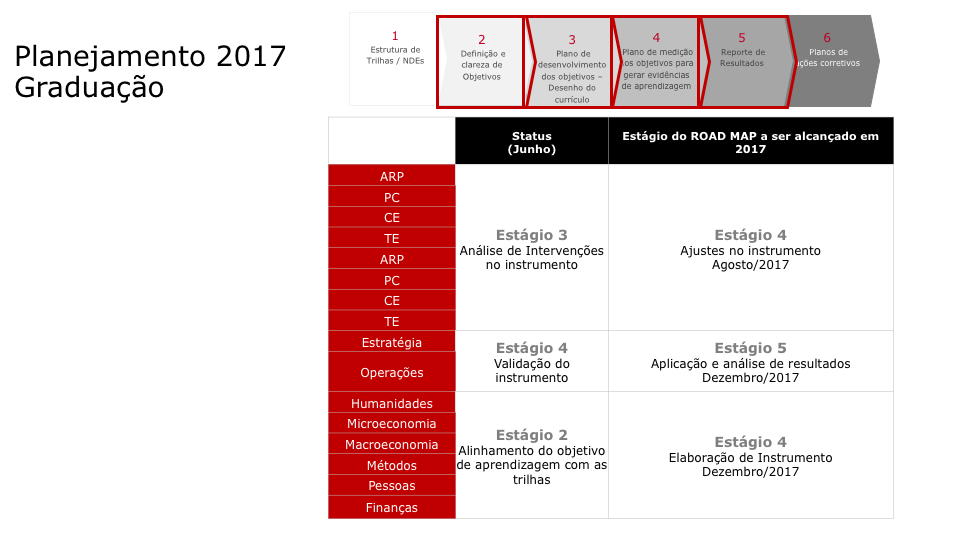 Planejamento 2017
Graduação
1
Estrutura de
Trilhas / NDEs
2
Definição e
clareza de
Objetivos
3
Plano de
desenvolvimento
dos objetivos –
Desenho do
currículo
4
Plano de medição
os objetivos para
gerar evidências
de aprendizagem
5
Reporte de
Resultados
6
Planos de
ções corretivos
Status
(Junho)
Estágio do ROAD MAP a ser alcançado em
2017
ARP
PC
CE
TE
ARP
PC
CE
TE
Estágio 3
Análise de Intervenções
no instrumento
Estágio 4
Ajustes no instrumento
Agosto/2017
Estratégia
Operações
Estágio 4
Validação do
instrumento
Estágio 5
Aplicação e análise de resultados
Dezembro/2017
Humanidades
Microeconomia
Macroeconomia
Métodos
Pessoas
Finanças
Estágio 2
Alinhamento do objetivo
de aprendizagem com as
trilhas
Estágio 4
Elaboração de Instrumento
Dezembro/2017